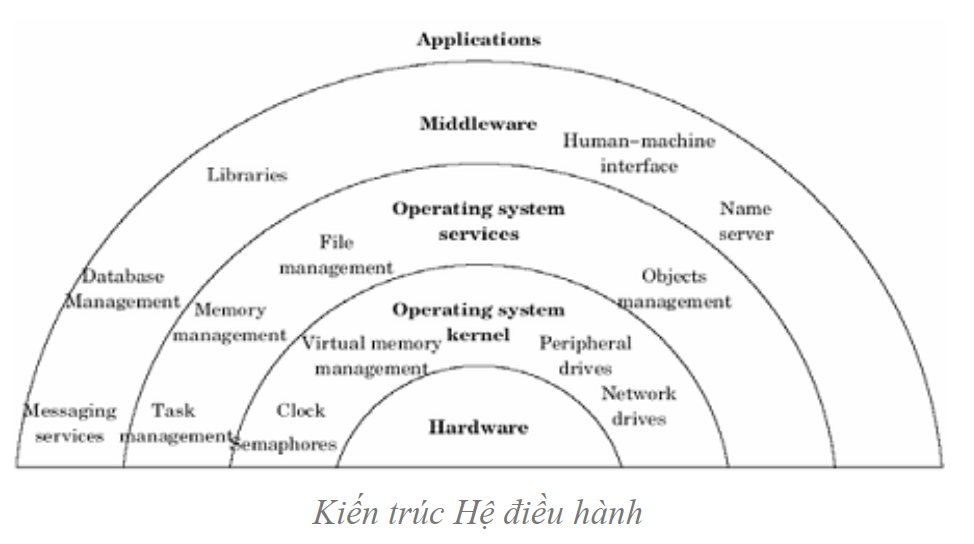 Applications
Middleware
Human−machine
interface
Libraries
Name
server
Operating system
services
File
management
Database
Management
Objects
management
Memory
management
Operating system
kernel
Virtual memory
management
Peripheral
drives
Network
drives
Messaging
services
Task
management
Clock
Semaphores
Hardware
Kiến trúc Hệ điều hành